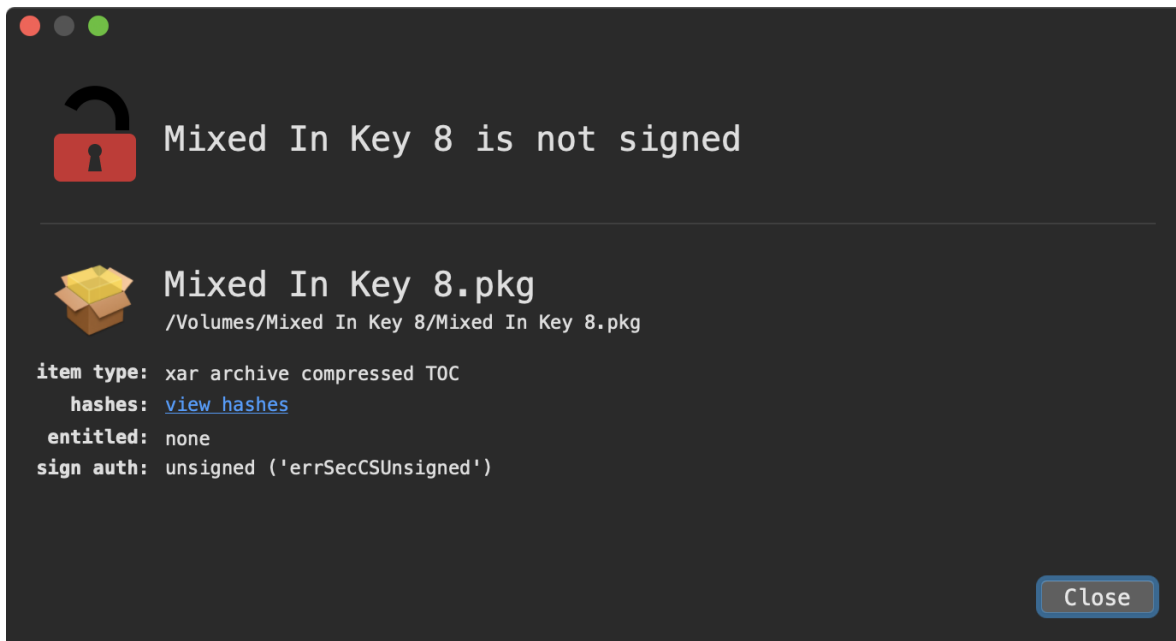 Mixed In Key 8 is not signed
Mixed In Key 8.pkg
/Volumes/Mixed In Key 8/Mixed In Key 8.pkg
item type: xar archive compressed TOC
hashes: view hashes
entitled: none
sign auth: unsigned ('errSecCSUnsigned')
Close